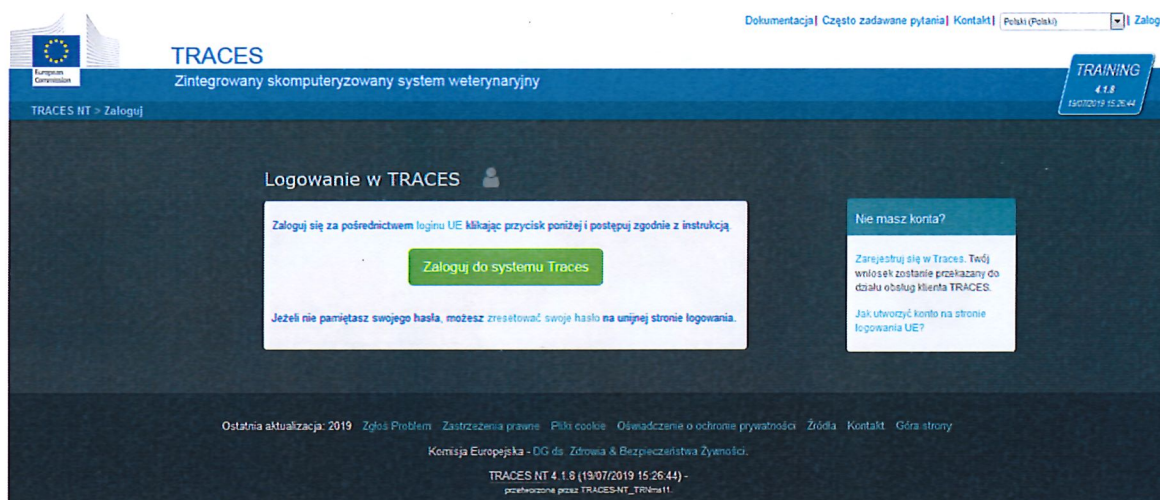 Dokumentacja| Często zadawane pytania| Kontakt| Polski (Polski) | Zalog
European
Commission
TRACES
Zintegrowany skomputeryzowany system weterynaryjny
TRAINING
4.1.8
19/07/2019 15:26:44
TRACES NT > Zaloguj
Logowanie w TRACES
Zaloguj się za pośrednictwem loginu UE klikając przycisk poniżej i postępuj zgodnie z instrukcją.
Zaloguj do systemu Traces
Jeżeli nie pamiętasz swojego hasła, możesz zresetować swoje hasło na unijnej stronie logowania.
Nie masz konta?
Zarejestruj się w Traces. Twój
wniosek zostanie przekazany do
działu obsług klienta TRACES.
Jak utworzyć konto na stronie
logowania UE?
Ostatnia aktualizacja: 2019 Zgłoś Problem Zastrzeżenia prawne Pliki cookie Oświadczenie o ochronie prywatności Źródła Kontakt Góra strony
Komisja Europejska - DG ds. Zdrowia & Bezpieczeństwa Żywności.
TRACES NT 4.1.8 (19/07/2019 15:26:44) -
przetworzone przez TRACES-NT_TRNms11.